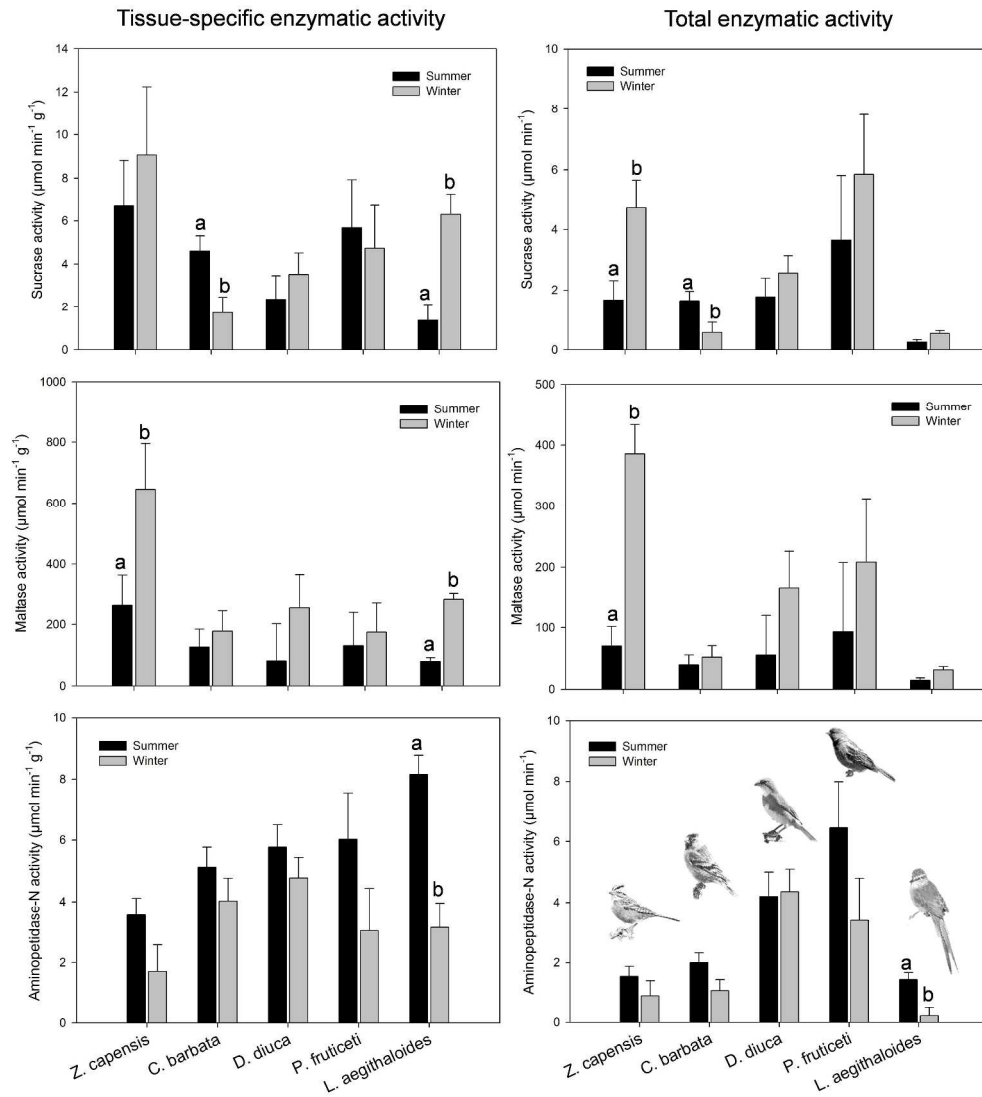 Tissue-specific enzymatic activity
Total enzymatic activity
Sucrase activity (µmol min-1 g-1)
14
12
10
8
6
4
2
0
Summer
Winter
a
b
a
b
Sucrase activity (µmol min-1)
10
8
6
4
2
0
Summer
Winter
a
b
a
b
Maltase activity (µmol min-1 g-1)
1000
800
600
400
200
0
Summer
Winter
a
b
a
b
Maltase activity (µmol min-1)
500
400
300
200
100
0
Summer
Winter
a
b
Aminopetidase-N activity (µmol min-1 g-1)
10
8
6
4
2
0
Summer
Winter
a
b
Z. capensis
C. barbata
D. diuca
P. fruticeti
L. aegithaloides
Aminopeptidase-N activity (µmol min-1)
10
8
6
4
2
0
Summer
Winter
a
b
Z. capensis
C. barbata
D. diuca
P. fruticeti
L. aegithaloides